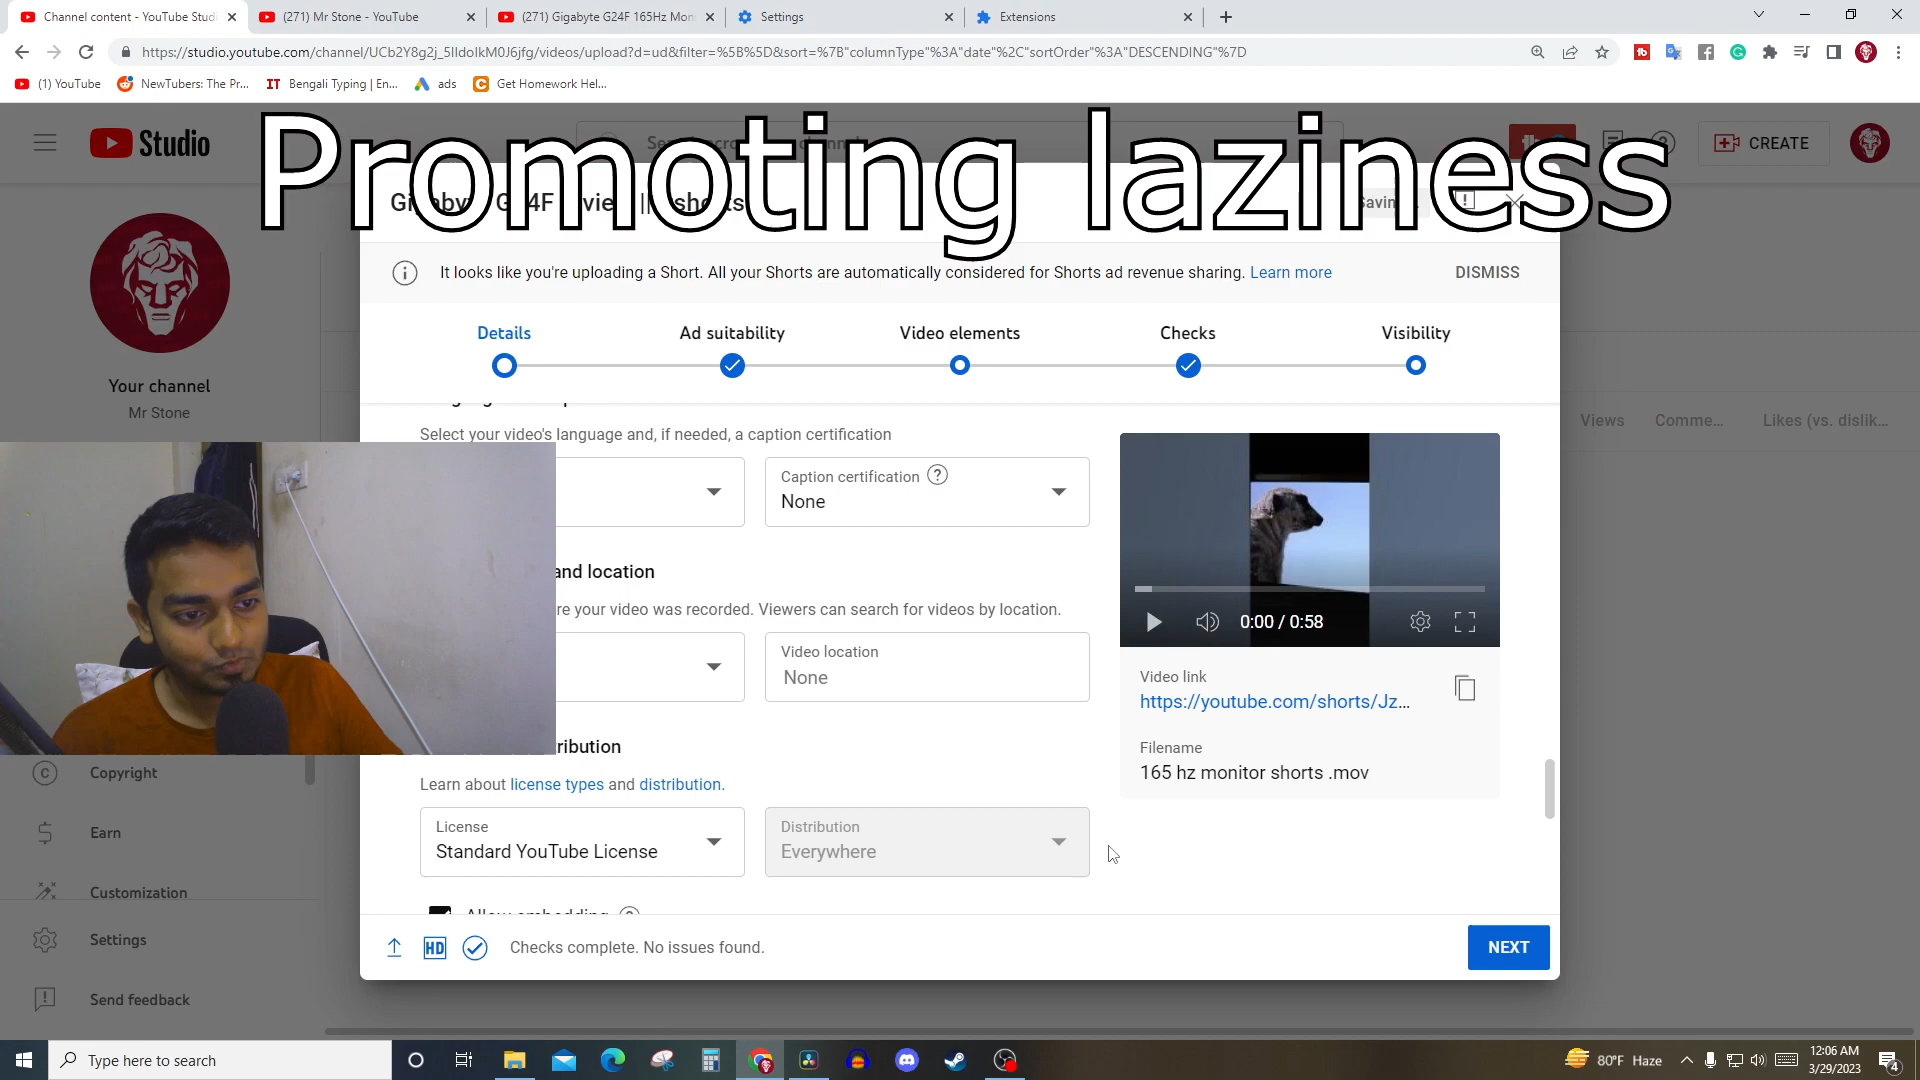 Channel content - YouTube Studi
(271) Mr Stone - YouTube
(271) Gigabyte G24F 165Hz Mon
Settings
Extensions
https://studio.youtube.com/channel/UCb2Y8g2j_5IldoIkM0J6jfg/videos/upload?d=ud&filter=%5B%5D&sort=%7B"columnType"%3A"date"%2C"sortOrder"%3A"DESCENDING"%7D
(1) YouTube
NewTubers: The Pr...
IT Bengali Typing | En...
ads
Get Homework Hel...
Promoting laziness
Studio
CREATE
It looks like you're uploading a Short. All your Shorts are automatically considered for Shorts ad revenue sharing. Learn more
DISMISS
Details
Ad suitability
Video elements
Checks
Visibility
Your channel
Mr Stone
Views
Comme...
Likes (vs. dislik...
Select your video's language and, if needed, a caption certification
Caption certification
None
and location
re your video was recorded. Viewers can search for videos by location.
Video location
None
0:00 / 0:58
Video link
https://youtube.com/shorts/Jz...
Filename
165 hz monitor shorts .mov
ribution
Learn about license types and distribution.
License
Standard YouTube License
Distribution
Everywhere
Allow embedding
Copyright
Earn
Customization
Settings
Send feedback
HD
Checks complete. No issues found.
NEXT
Type here to search
80°F Haze
12:06 AM
3/29/2023
4